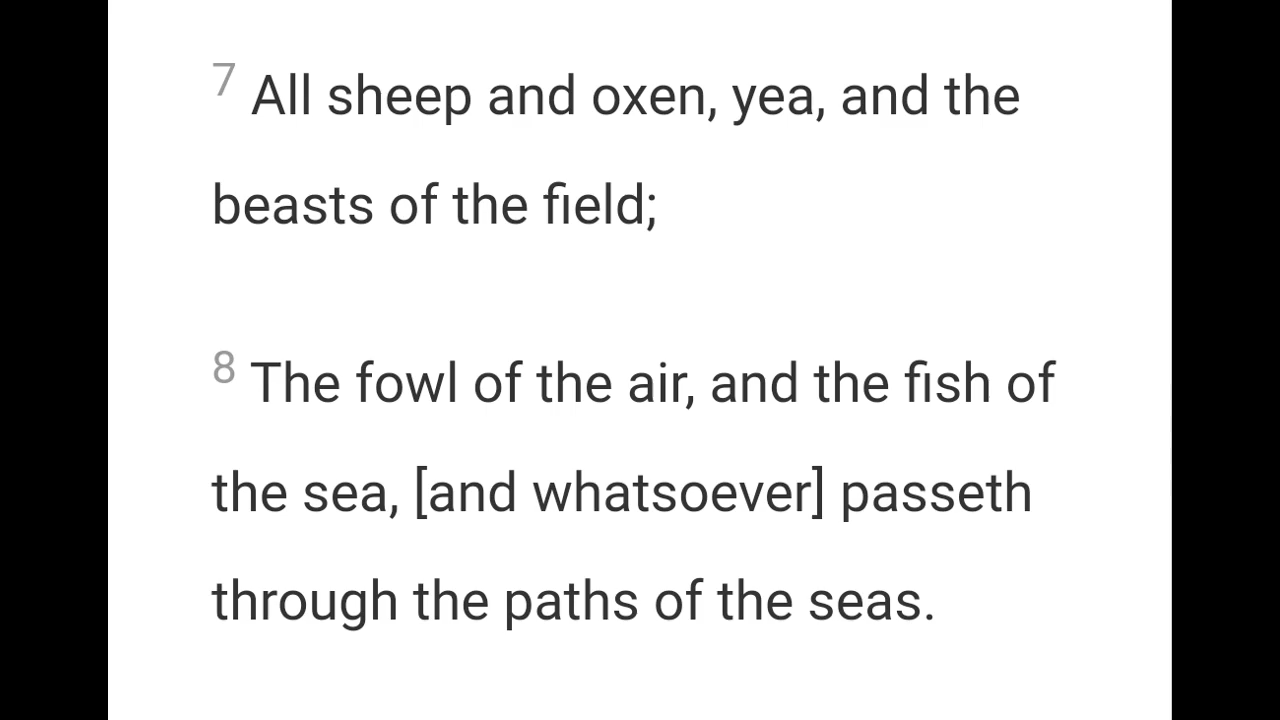 7 All sheep and oxen, yea, and the
beasts of the field;
8 The fowl of the air, and the fish of
the sea, [and whatsoever] passeth
through the paths of the seas.